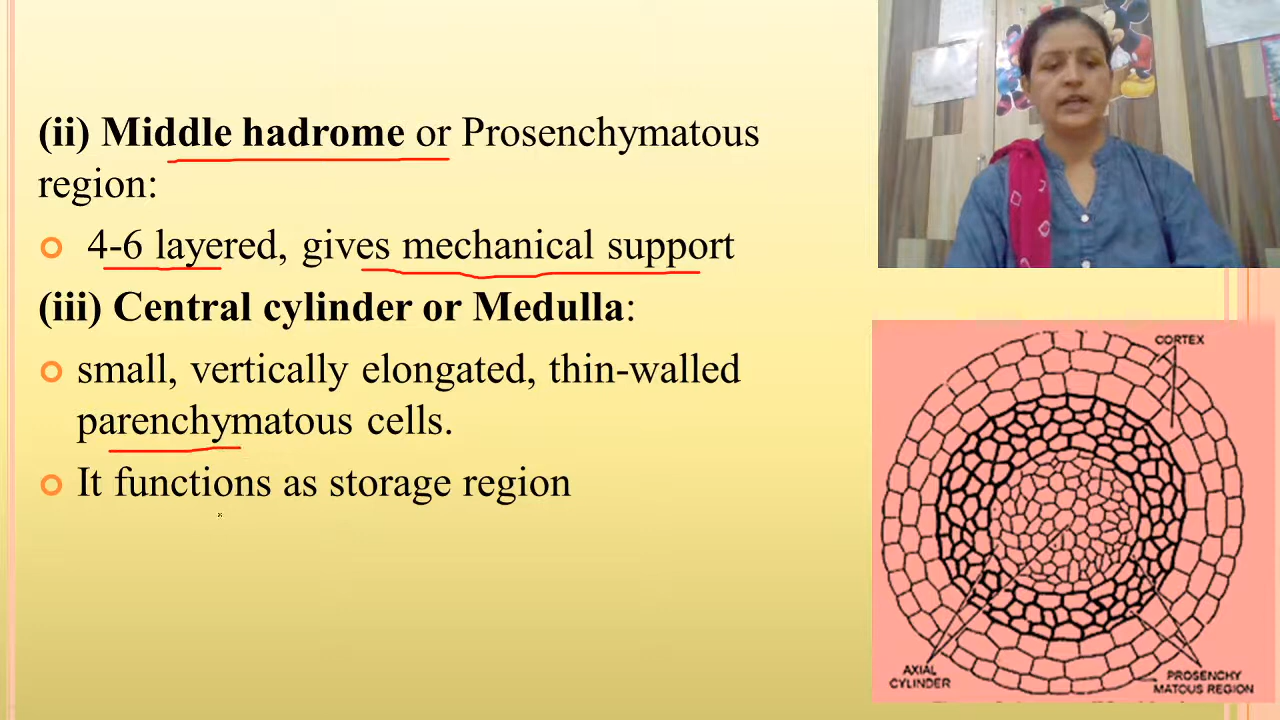 (ii) Middle hadrome or Prosenchymatous
region:
4-6 layered, gives mechanical support
(iii) Central cylinder or Medulla:
small, vertically elongated, thin-walled
parenchymatous cells.
It functions as storage region
CORTEX
AXIAL
CYLINDER
PROSENCHY
MATOUS REGION